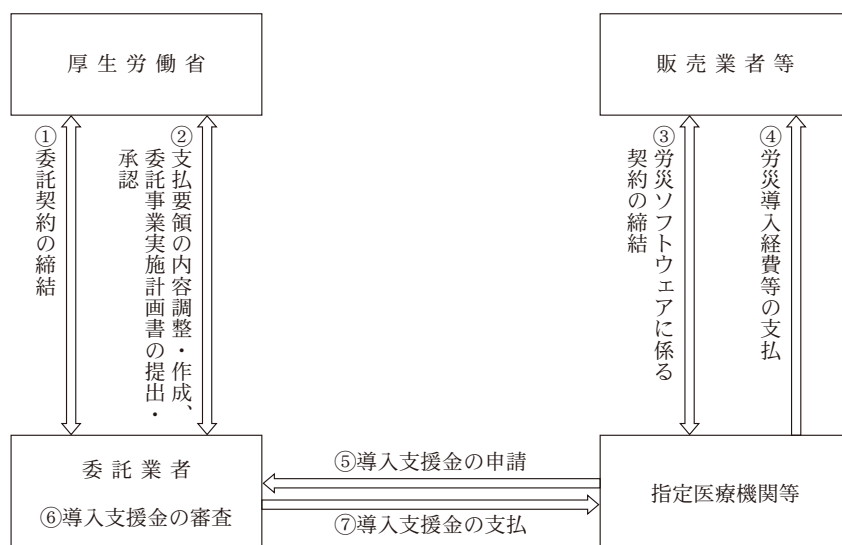 厚生労働省
販売業者等
①委託契約の締結
②支払要領の内容調整・作成、
委託事業実施計画書の提出・
承認
③労災ソフトウェアに係る
契約の締結
④労災導入経費等の支払
委託業者
⑥導入支援金の審査
⑤導入支援金の申請
⑦導入支援金の支払
指定医療機関等